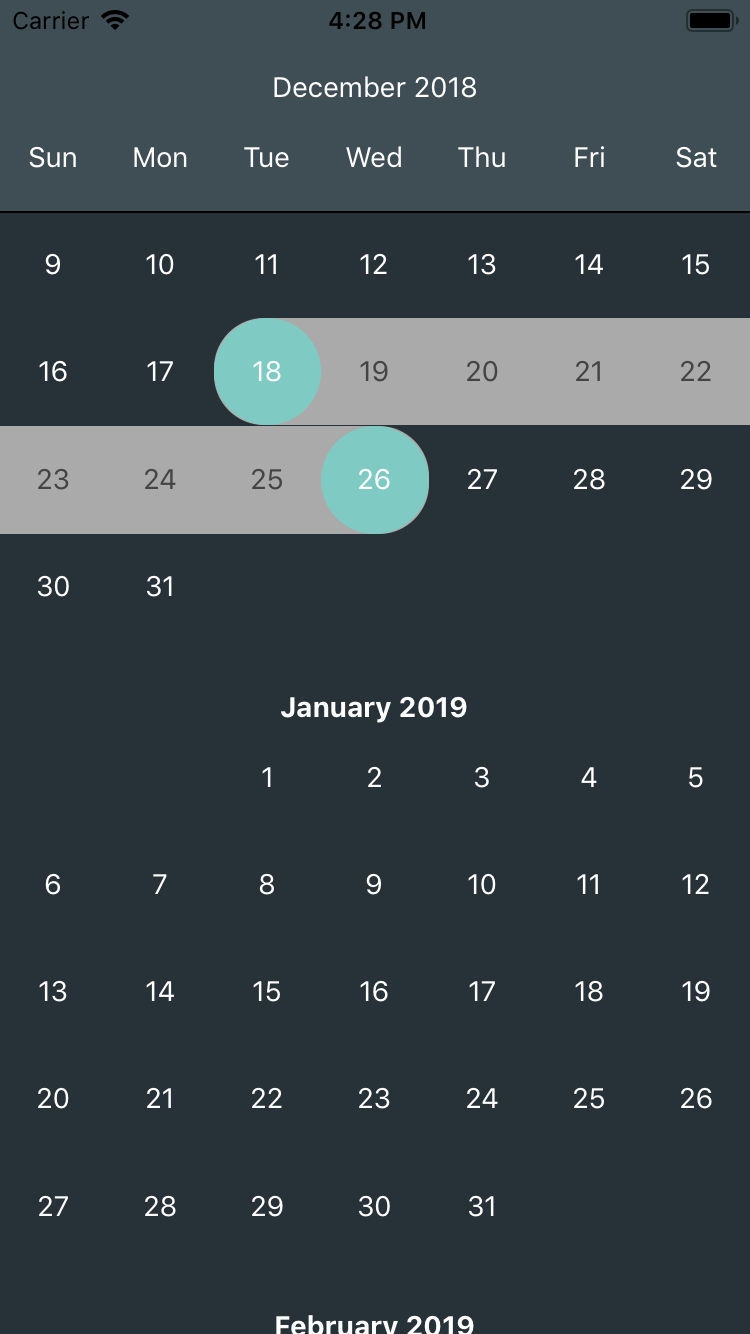 Carrier 4:28 PM
December 2018
Sun Mon Tue Wed Thu Fri Sat
9 10 11 12 13 14 15
16 17 18 19 20 21 22
23 24 25 26 27 28 29
30 31
January 2019
1 2 3 4 5
6 7 8 9 10 11 12
13 14 15 16 17 18 19
20 21 22 23 24 25 26
27 28 29 30 31
February 2019